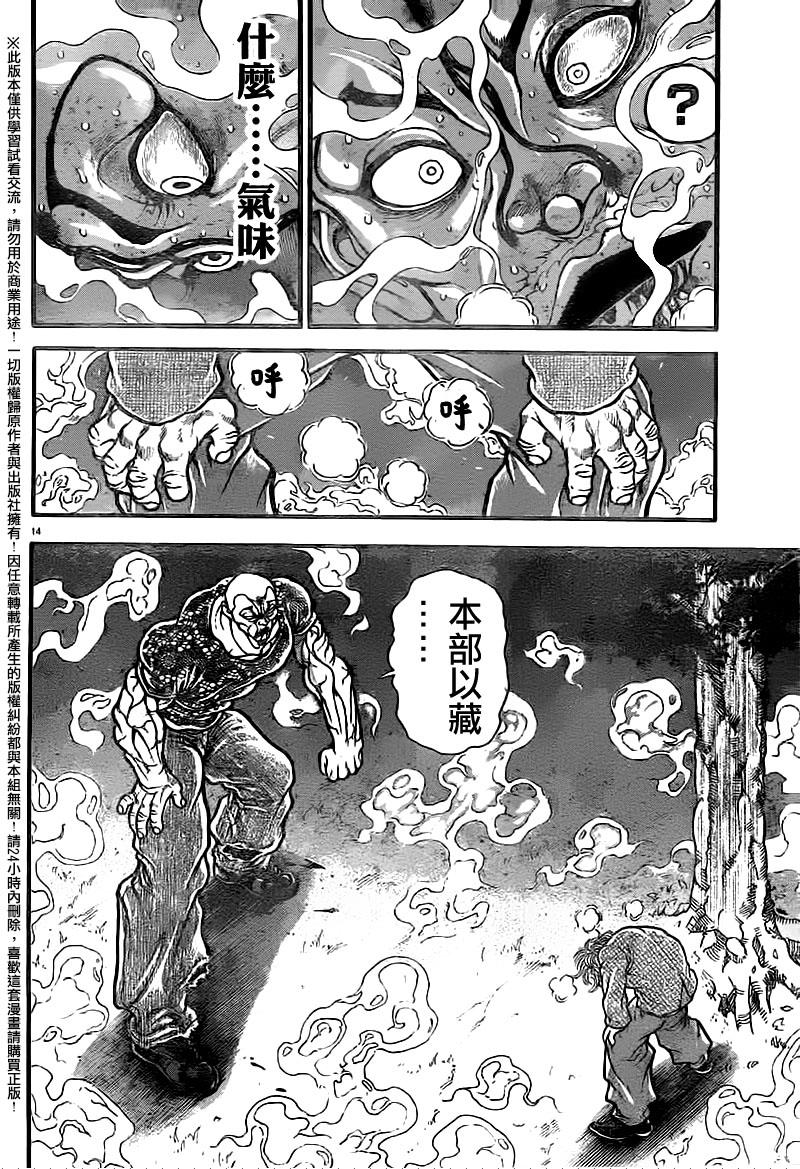 ？
什麼……氣味
呼
呼
14
本部以藏
……
※此版本僅供學習試看交流，請勿用於商業用途！一切版權歸原作者與出版社擁有！因任意轉載所產生的版權糾紛都與本組無關！請24小時內刪除，喜歡這套漫畫請購買正版！